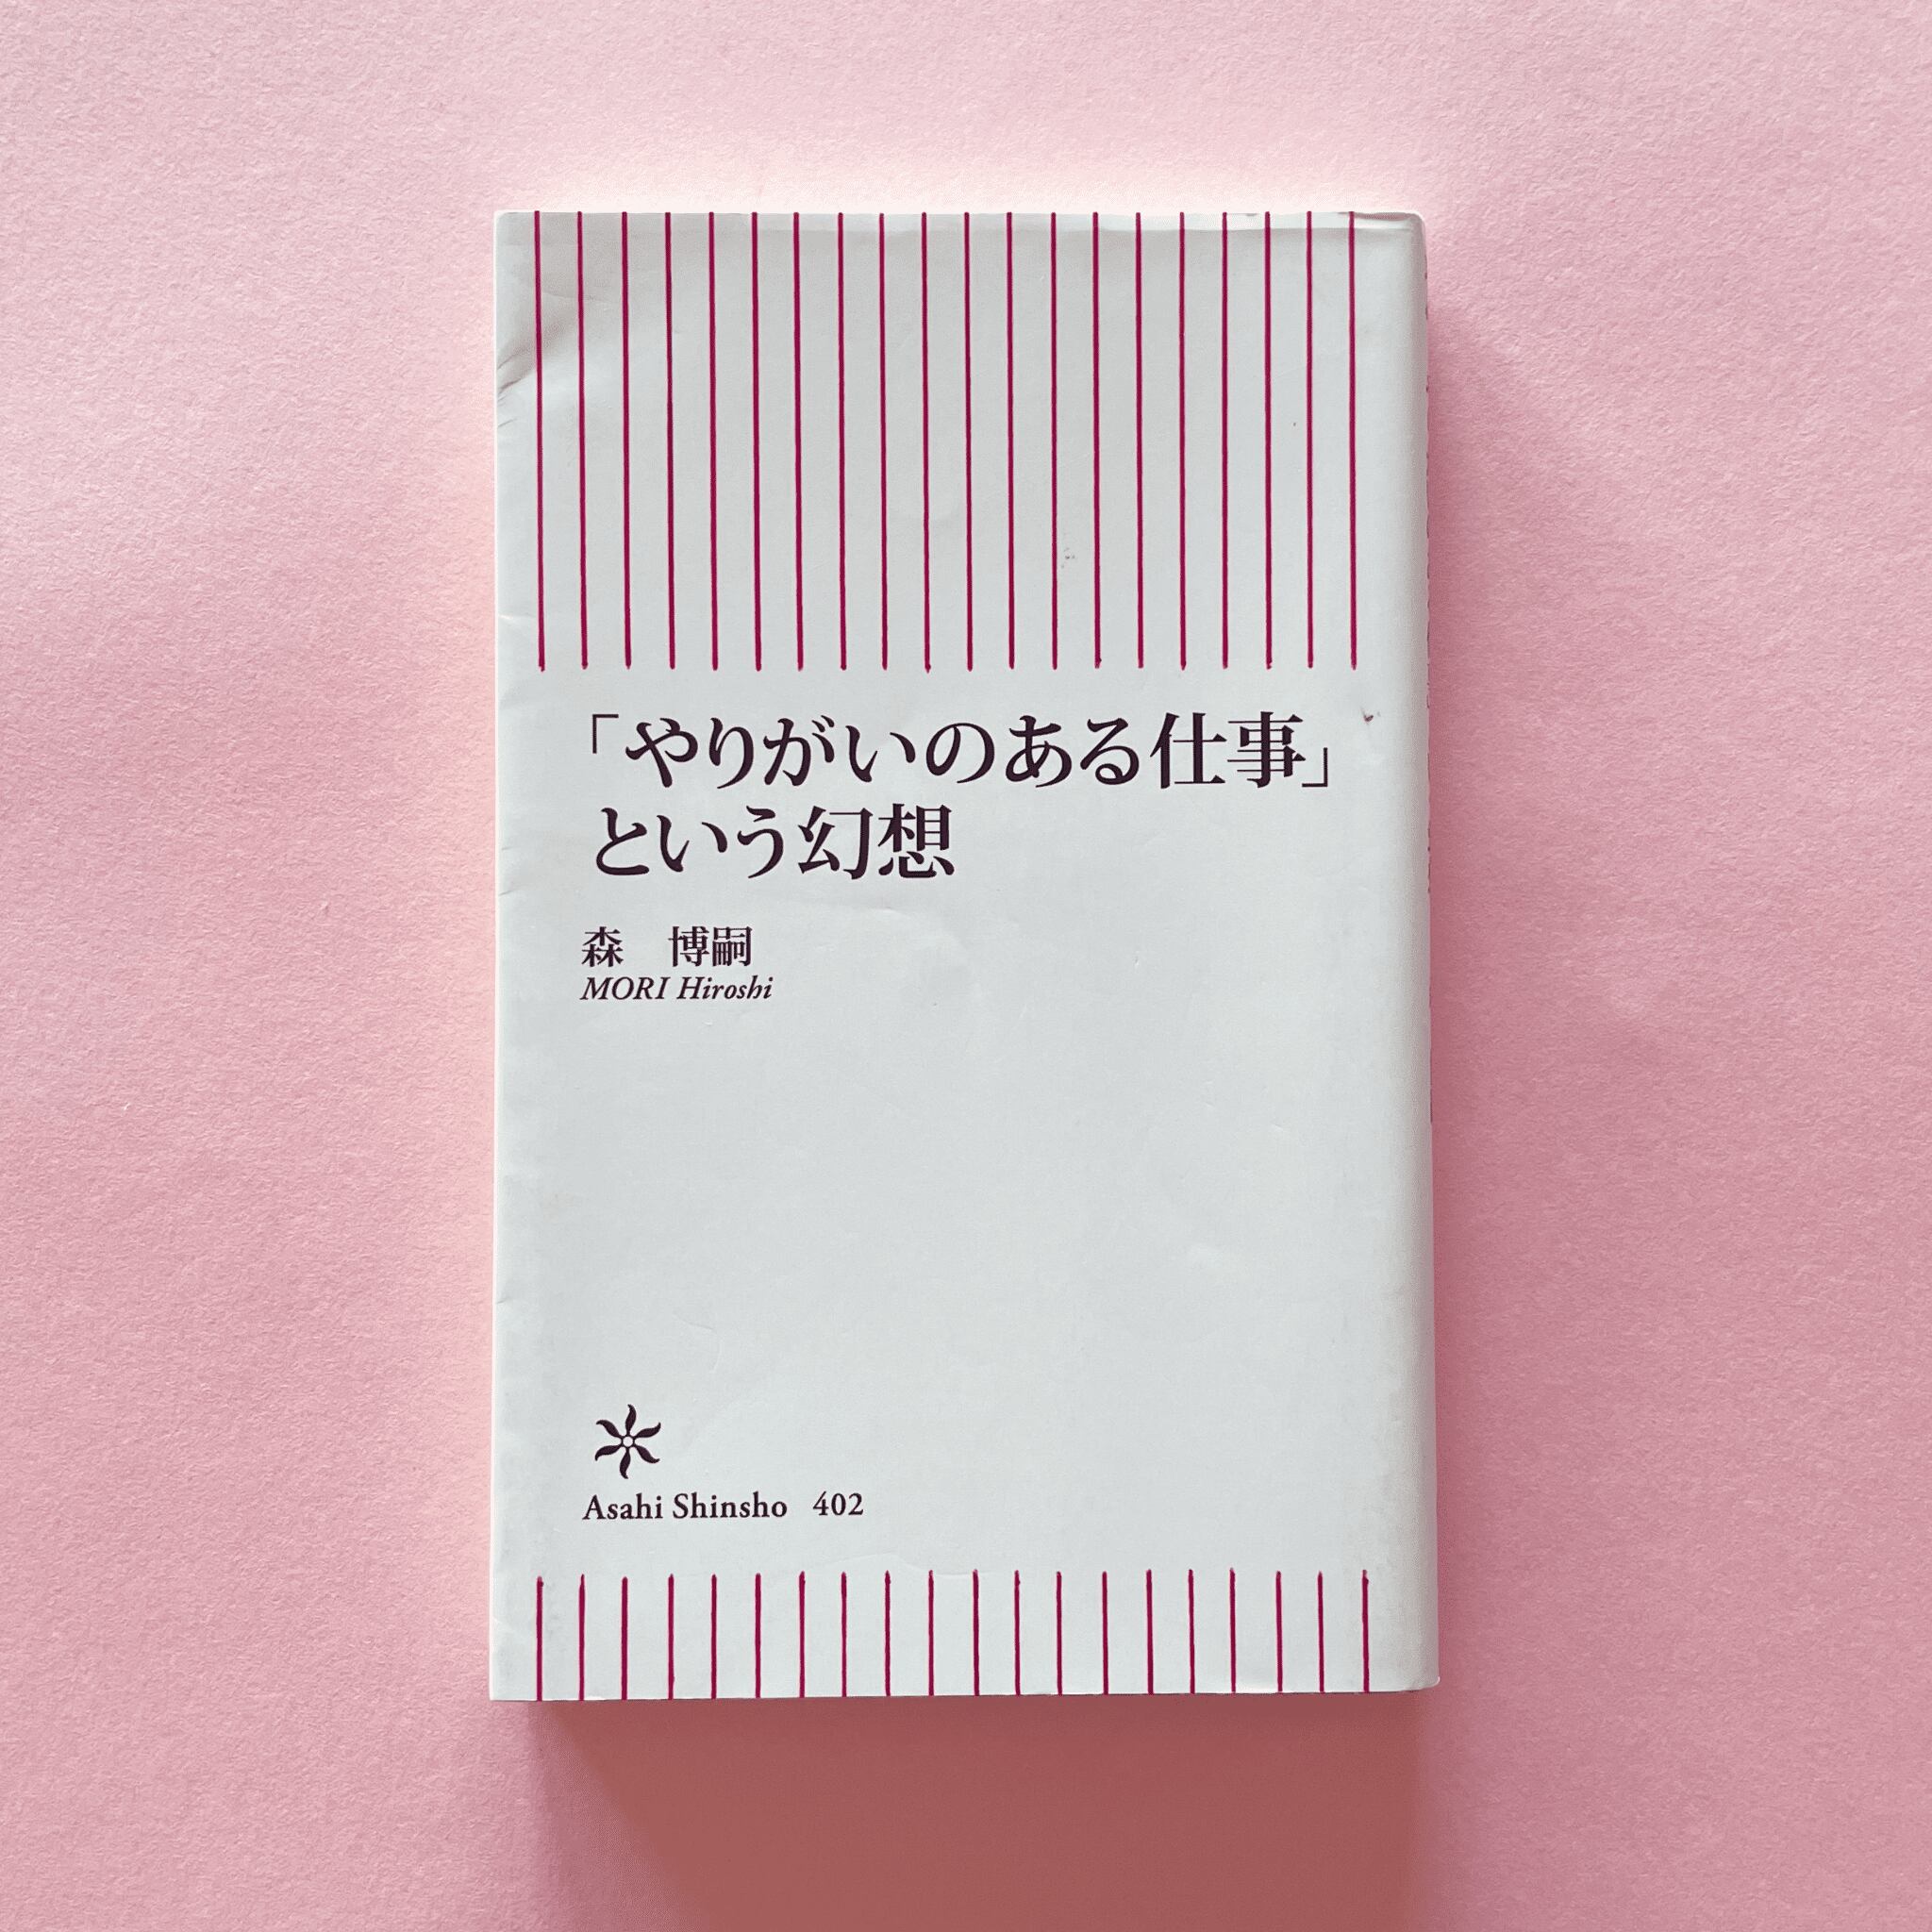 「やりがいのある仕事」
という幻想
森　博嗣
MORI Hiroshi
Asahi Shinsho 402